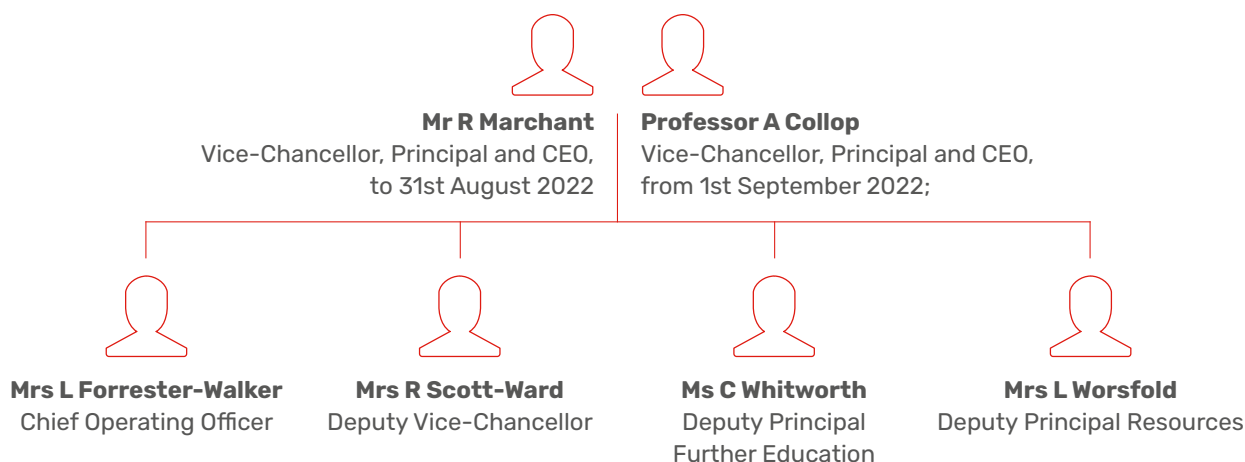 Mr R Marchant
Vice-Chancellor, Principal and CEO,
to 31st August 2022
Professor A Collop
Vice-Chancellor, Principal and CEO,
from 1st September 2022;
Mrs L Forrester-Walker
Chief Operating Officer
Mrs R Scott-Ward
Deputy Vice-Chancellor
Ms C Whitworth
Deputy Principal
Further Education
Mrs L Worsfold
Deputy Principal Resources